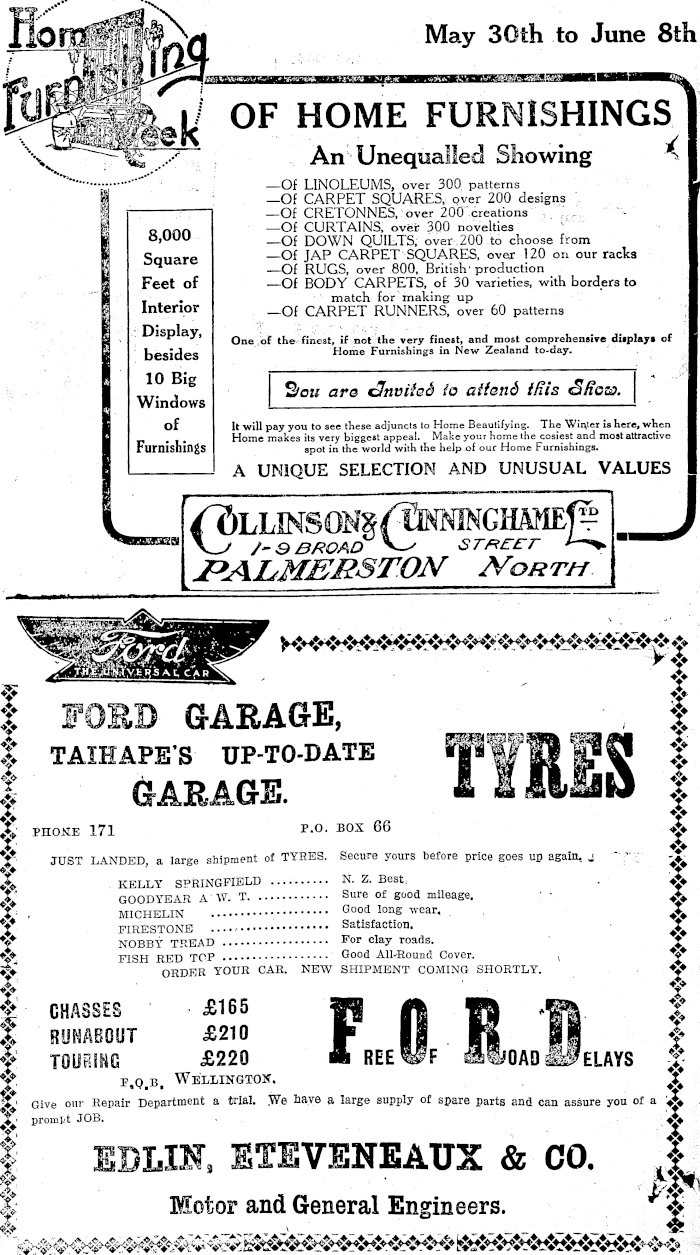 Home
Furnishing
Week
May 30th to June 8th
OF HOME FURNISHINGS
An Unequalled Showing
—Of LINOLEUMS, over 300 patterns
—Of CARPET SQUARES, over 200 designs
—Of CRETONNES, over 200 creations
—Of CURTAINS, over 300 novelties
—Of DOWN QUILTS, over 200 to choose from
—Of JAP CARPET SQUARES, over 120 on our racks
—Of RUGS, over 800, British production
—Of BODY CARPETS, of 30 varieties, with borders to
match for making up
—Of CARPET RUNNERS, over 60 patterns
8,000
Square
Feet of
Interior
Display,
besides
10 Big
Windows
of
Furnishings
One of the finest, if not the very finest, and most comprehensive displays of
Home Furnishings in New Zealand to-day.
You are Invited to attend this Show.
It will pay you to see these adjuncts to Home Beautifying. The Winter is here, when
Home makes its very biggest appeal. Make your home the cosiest and most attractive
spot in the world with the help of our Home Furnishings.
A UNIQUE SELECTION AND UNUSUAL VALUES
COLLINSON & CUNNINGHAME LTD
1-9 BROAD STREET
PALMERSTON NORTH
Ford
THE UNIVERSAL CAR
FORD GARAGE,
TAIHAPE'S UP-TO-DATE
GARAGE.
TYRES
PHONE 171 P.O. BOX 66
JUST LANDED, a large shipment of TYRES. Secure yours before price goes up again.
KELLY SPRINGFIELD .......... N. Z. Best
GOODYEAR A W. T. ............ Sure of good mileage.
MICHELIN .................... Good long wear.
FIRESTONE .................... Satisfaction.
NOBBY TREAD .................. For clay roads.
FISH RED TOP .................. Good All-Round Cover.
ORDER YOUR CAR. NEW SHIPMENT COMING SHORTLY.
CHASSES £165
RUNABOUT £210
TOURING £220
F.O.B. WELLINGTON.
FREE OF ROAD DELAYS
Give our Repair Department a trial. We have a large supply of spare parts and can assure you of a
prompt JOB.
EDLIN, ETEVENEAUX & CO.
Motor and General Engineers.